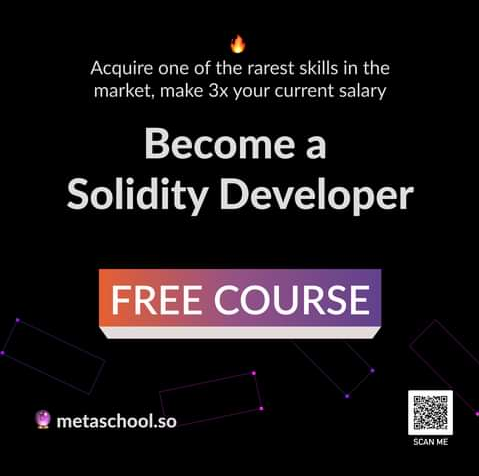 Acquire one of the rarest skills in the
market, make 3x your current salary
Become a
Solidity Developer
FREE COURSE
metaschool.so
SCAN ME